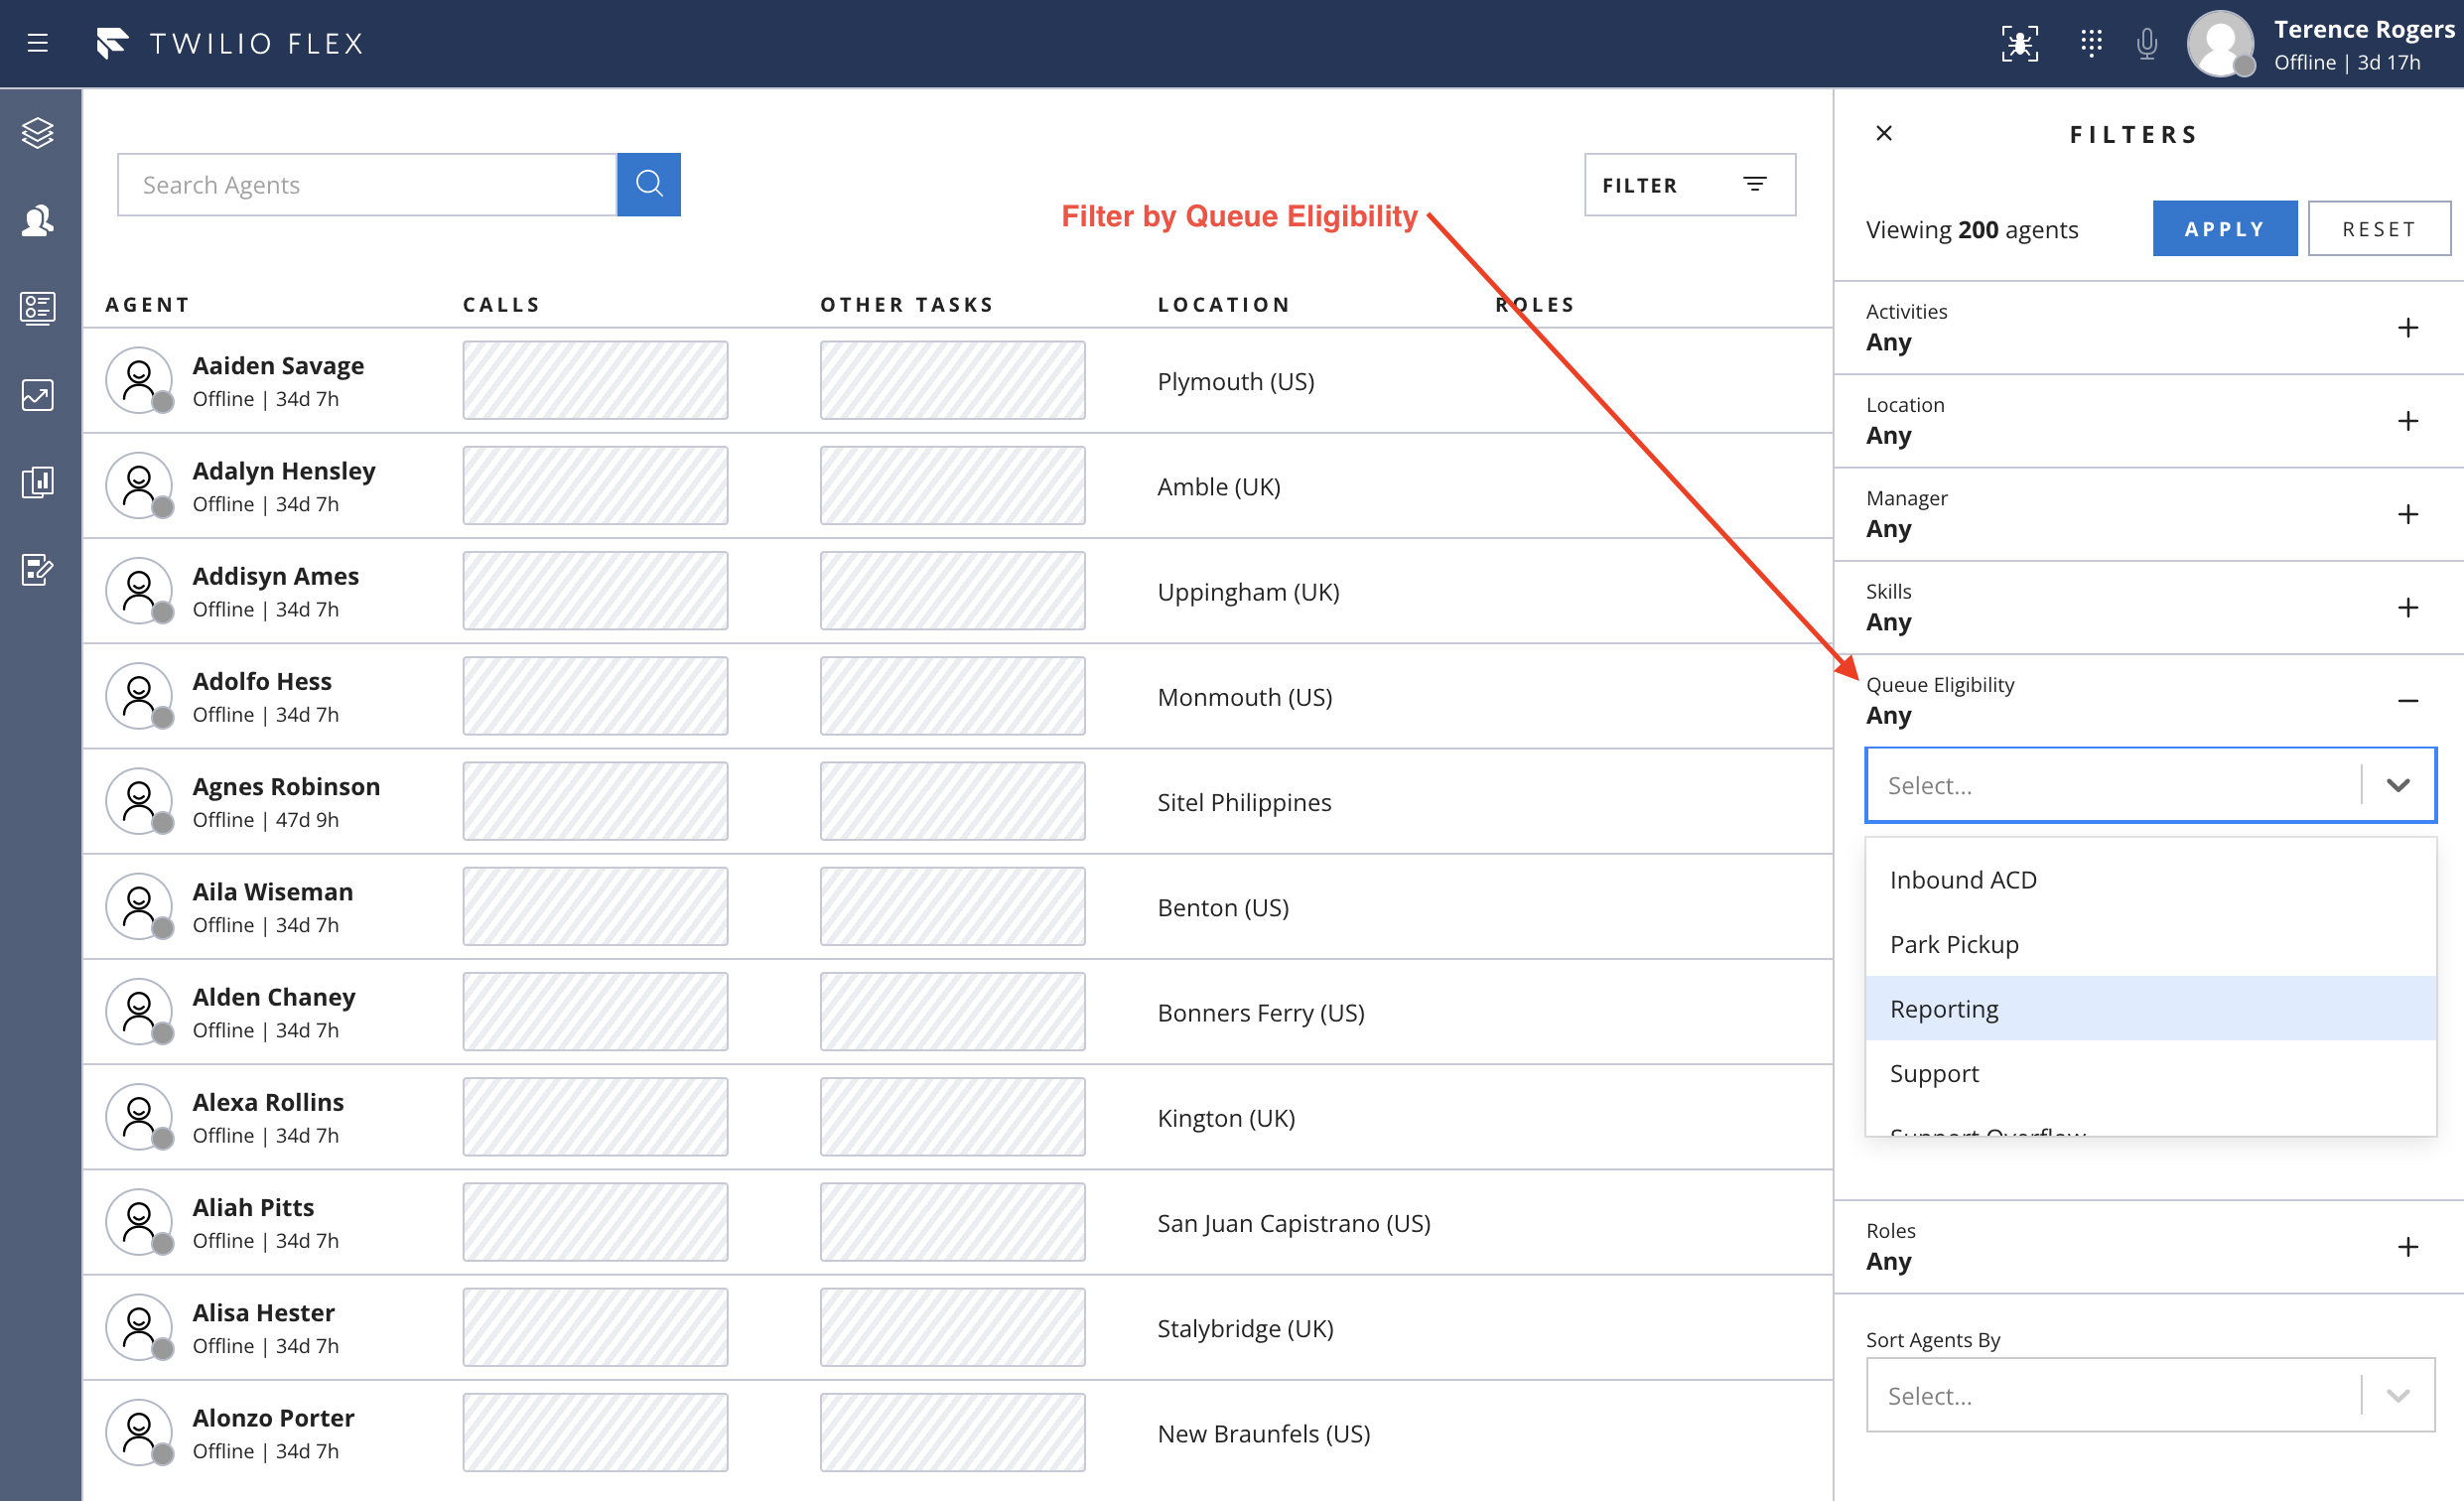 TWILIO FLEX
Terence Rogers
Offline | 3d 17h
Search Agents
FILTER
Filter by Queue Eligibility
AGENT CALLS OTHER TASKS LOCATION ROLES
Aaiden Savage
Offline | 34d 7h
Plymouth (US)
Adalyn Hensley
Offline | 34d 7h
Amble (UK)
Addisyn Ames
Offline | 34d 7h
Uppingham (UK)
Adolfo Hess
Offline | 34d 7h
Monmouth (US)
Agnes Robinson
Offline | 47d 9h
Sitel Philippines
Aila Wiseman
Offline | 34d 7h
Benton (US)
Alden Chaney
Offline | 34d 7h
Bonners Ferry (US)
Alexa Rollins
Offline | 34d 7h
Kington (UK)
Aliah Pitts
Offline | 34d 7h
San Juan Capistrano (US)
Alisa Hester
Offline | 34d 7h
Stalybridge (UK)
Alonzo Porter
Offline | 34d 7h
New Braunfels (US)
FILTERS
Viewing 200 agents
APPLY
RESET
Activities
Any
Location
Any
Manager
Any
Skills
Any
Queue Eligibility
Any
Select...
Inbound ACD
Park Pickup
Reporting
Support
Support Overflow
Roles
Any
Sort Agents By
Select...